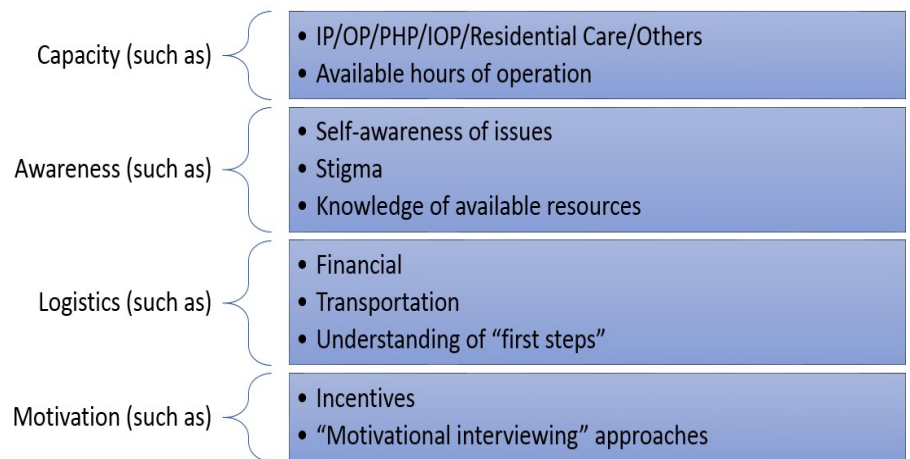 Capacity (such as)
• IP/OP/PHP/IOP/Residential Care/Others
• Available hours of operation
Awareness (such as)
• Self-awareness of issues
• Stigma
• Knowledge of available resources
Logistics (such as)
• Financial
• Transportation
• Understanding of “first steps”
Motivation (such as)
• Incentives
• “Motivational interviewing” approaches